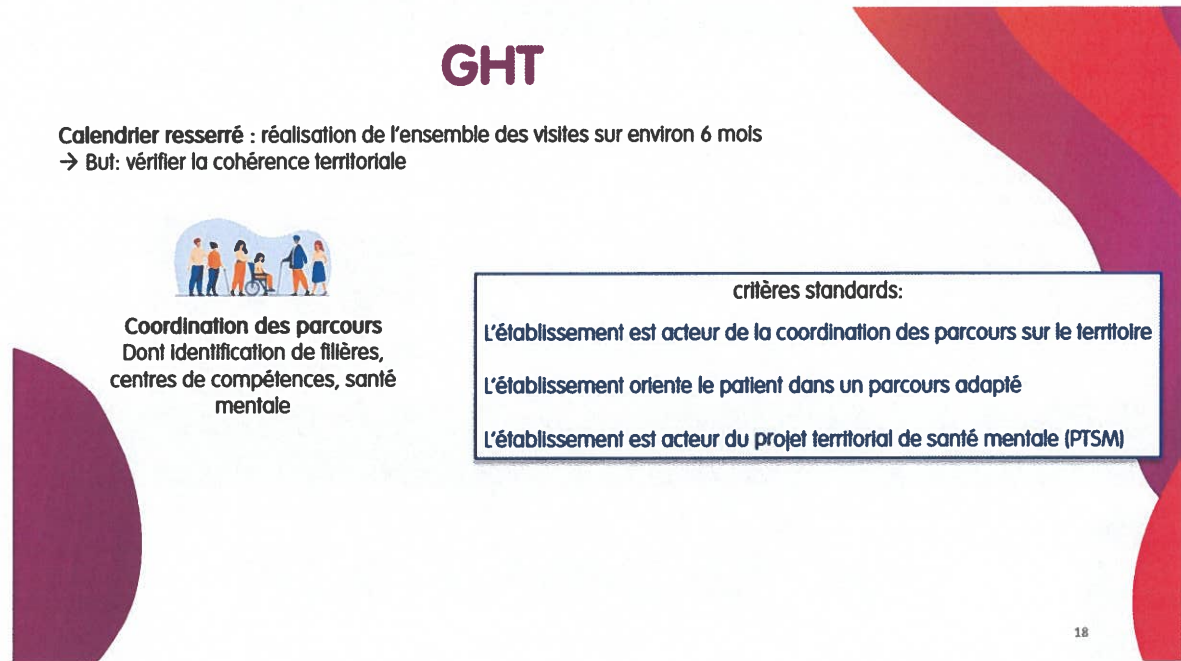 GHT
Calendrier resserré : réalisation de l'ensemble des visites sur environ 6 mois
→ But: vérifier la cohérence territoriale
Coordination des parcours
Dont identification de filières,
centres de compétences, santé
mentale
critères standards:
L'établissement est acteur de la coordination des parcours sur le territoire
L'établissement oriente le patient dans un parcours adapté
L'établissement est acteur du projet territorial de santé mentale (PTSM)
18